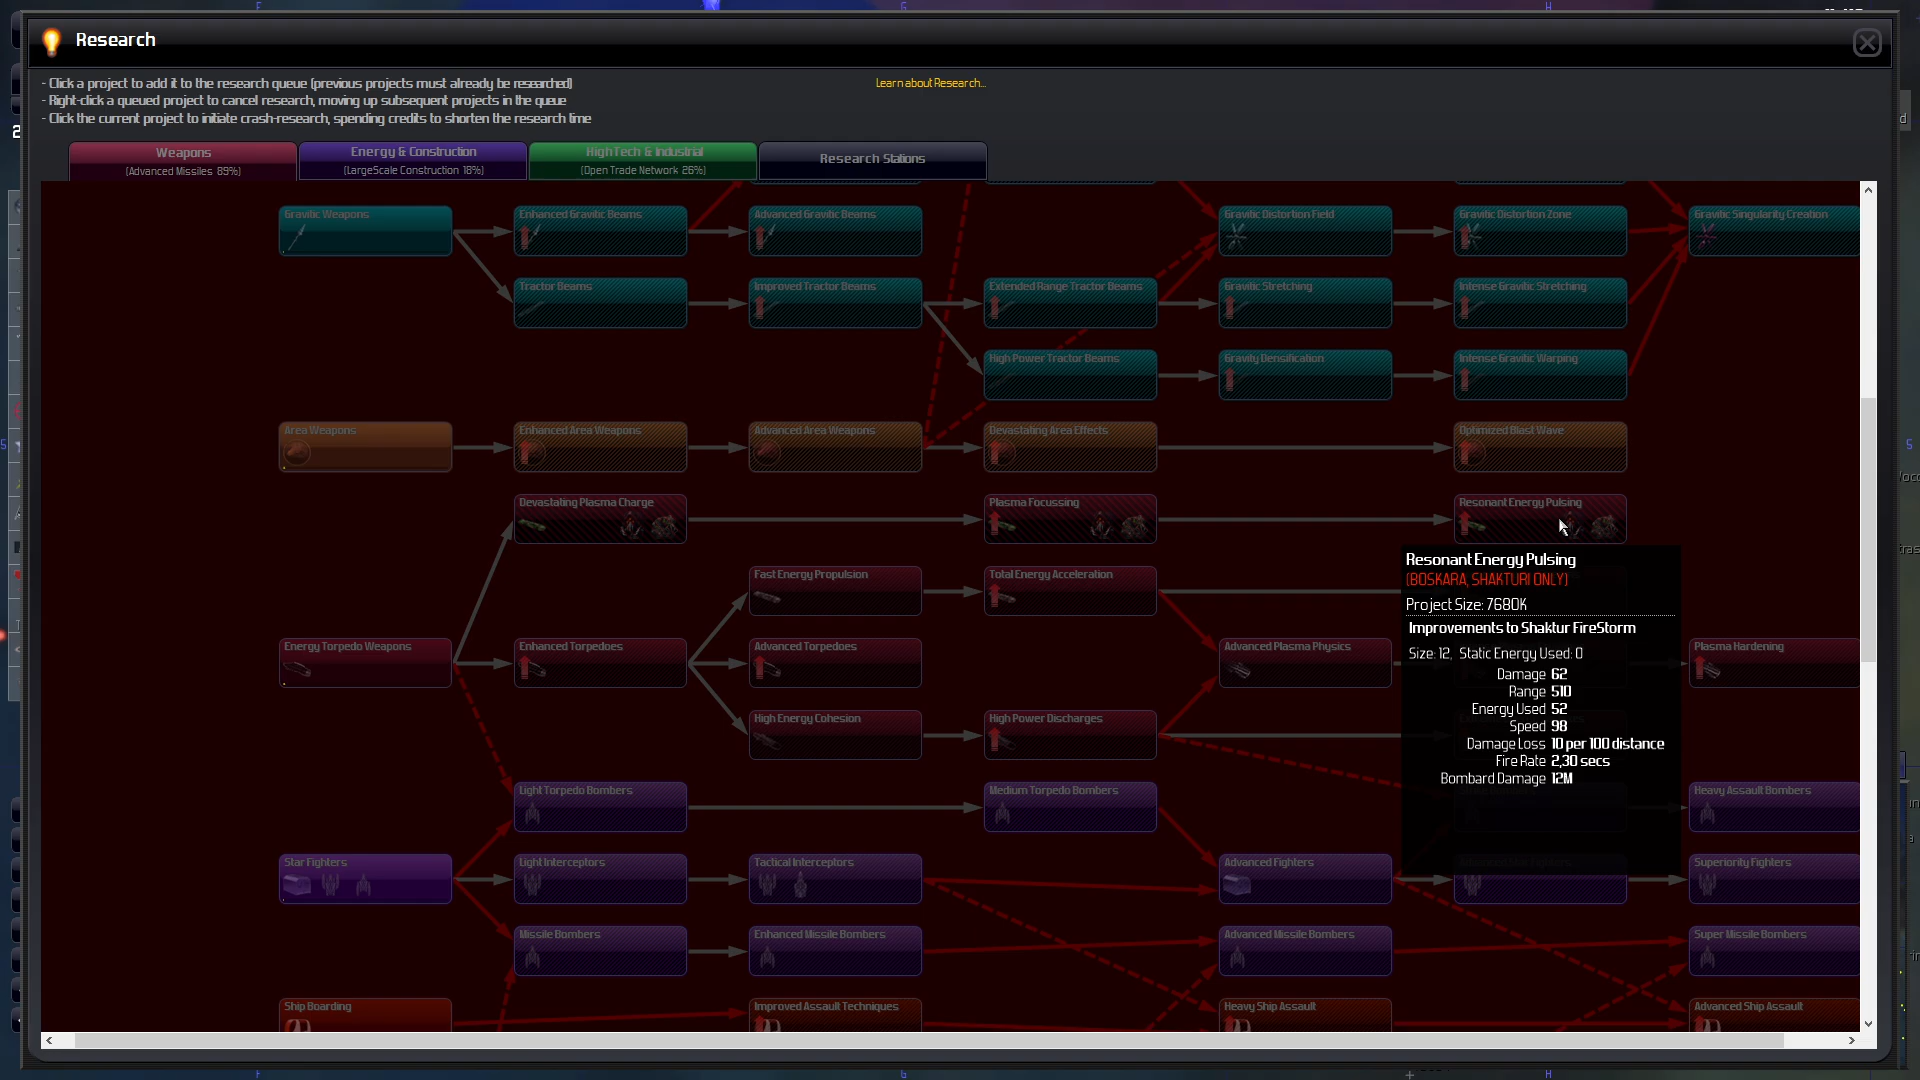 Research
- Click a project to add it to the research queue (previous projects must already be researched)
Learn about Research...
- Right-click a queued project to cancel research, moving up subsequent projects in the queue
- Click the current project to initiate crash-research, spending credits to shorten the research time
Weapons
(Advanced Missiles 89%)
Energy & Construction
(LargeScale Construction 18%)
HighTech & Industrial
(Open Trade Network 26%)
Research Stations
Gravitic Weapons
Enhanced Gravitic Beams
Advanced Gravitic Beams
Gravitic Distortion Field
Gravitic Distortion Zone
Gravitic Singularity Creation
Tractor Beams
Improved Tractor Beams
Extended Range Tractor Beams
Gravitic Stretching
Intense Gravitic Stretching
High Power Tractor Beams
Gravity Densification
Intense Gravitic Warping
Area Weapons
Enhanced Area Weapons
Advanced Area Weapons
Devastating Area Effects
Optimized Blast Wave
Devastating Plasma Charge
Plasma Focussing
Resonant Energy Pulsing
Fast Energy Propulsion
Total Energy Acceleration
Resonant Energy Pulsing
(BOSKARA, SHAKTURI ONLY)
Project Size: 7680K
Improvements to Shaktur FireStorm
Size: 12, Static Energy Used: 0
Damage 62
Range 510
Energy Used 52
Speed 98
Damage Loss 10 per 100 distance
Fire Rate 2,30 secs
Bombard Damage 12M
Energy Torpedo Weapons
Enhanced Torpedoes
Advanced Torpedoes
Advanced Plasma Physics
Plasma Hardening
High Energy Cohesion
High Power Discharges
Light Torpedo Bombers
Medium Torpedo Bombers
Heavy Assault Bombers
Star Fighters
Light Interceptors
Tactical Interceptors
Advanced Fighters
Superiority Fighters
Missile Bombers
Enhanced Missile Bombers
Advanced Missile Bombers
Super Missile Bombers
Ship Boarding
Improved Assault Techniques
Heavy Ship Assault
Advanced Ship Assault